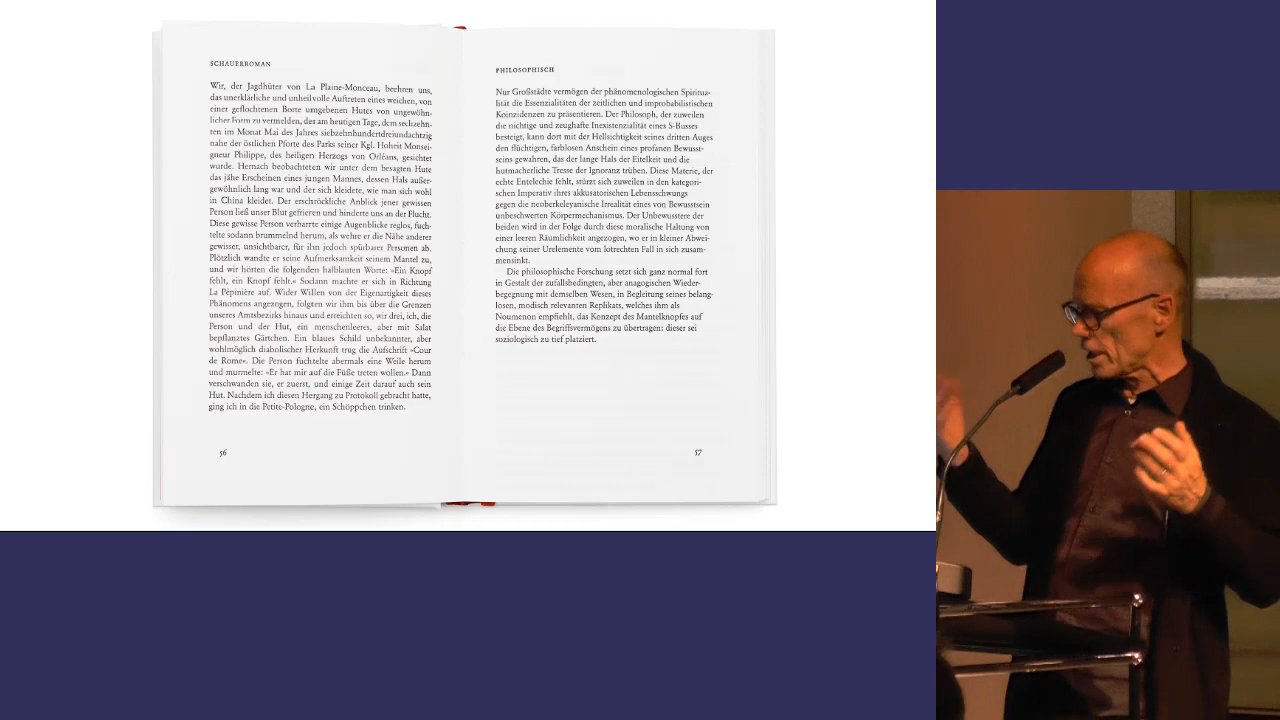 SCHAUERROMAN
Wir, der Jagdhüter von La Plaine-Monceau, beehren uns,
das unerklärliche und unheilvolle Auftreten eines weichen, von
einer geflochtenen Borte umgebenen Hutes von ungewöhn-
licher Form zu vermelden, der am heutigen Tage, dem sechzehn-
ten im Monat Mai des Jahres siebzehnhundertdreiundachtzig
nahe der östlichen Pforte des Parks seiner Kgl. Hoheit Monsei-
gneur Philippe, des heiligen Herzogs von Orléans, gesichtet
wurde. Hernach beobachteten wir unter dem besagten Hute
das jähe Erscheinen eines jungen Mannes, dessen Hals außer-
gewöhnlich lang war und der sich kleidete, wie man sich wohl
in China kleidet. Der erschröckliche Anblick jener gewissen
Person ließ unser Blut gefrieren und hinderte uns an der Flucht.
Diese gewisse Person verharrte einige Augenblicke reglos, fuch-
telte sodann brummelnd herum, als wehre er die Nähe anderer
gewisser, unsichtbarer, für ihn jedoch spürbarer Personen ab.
Plötzlich wandte er seine Aufmerksamkeit seinem Mantel zu,
und wir hörten die folgenden halblauten Worte: »Ein Knopf
fehlt, ein Knopf fehlt.« Sodann machte er sich in Richtung
La Pépinière auf. Wider Willen von der Eigenartigkeit dieses
Phänomens angezogen, folgten wir ihm bis über die Grenzen
unseres Amtsbezirks hinaus und erreichten so, wir drei, ich, die
Person und der Hut, ein menschenleeres, aber mit Salat
bepflanztes Gärtchen. Ein blaues Schild unbekannter, aber
wohlmöglich diabolischer Herkunft trug die Aufschrift »Cour
de Rome«. Die Person fuchtelte abermals eine Weile herum
und murmelte: »Er hat mir auf die Füße treten wollen.« Dann
verschwanden sie, er zuerst, und einige Zeit darauf auch sein
Hut. Nachdem ich diesen Hergang zu Protokoll gebracht hatte,
ging ich in die Petite-Pologne, ein Schöppchen trinken.
56
PHILOSOPHISCH
Nur Großstädte vermögen der phänomenologischen Spiritua-
lität die Essenzialitäten der zeitlichen und improbabilistischen
Koinzidenzen zu präsentieren. Der Philosoph, der zuweilen
die nichtige und zeughafte Inexistenzialität eines S-Busses
besteigt, kann dort mit der Hellsichtigkeit seines dritten Auges
den flüchtigen, farblosen Anschein eines profanen Bewusst-
seins gewahren, das der lange Hals der Eitelkeit und die
hutmacherliche Tresse der Ignoranz trüben. Diese Materie, der
echte Entelechie fehlt, stürzt sich zuweilen in den kategori-
schen Imperativ ihres akkusatorischen Lebensschwungs
gegen die neoberkeleyanische Irrealität eines von Bewusstsein
unbeschwerten Körpermechanismus. Der Unbewusstere der
beiden wird in der Folge durch diese moralische Haltung von
einer leeren Räumlichkeit angezogen, wo er in kleiner Abwei-
chung seiner Urelemente vom lotrechten Fall in sich zusam-
mensinkt.
Die philosophische Forschung setzt sich ganz normal fort
in Gestalt der zufallsbedingten, aber anagogischen Wieder-
begegnung mit demselben Wesen, in Begleitung seines belang-
losen, modisch relevanten Replikats, welches ihm als
Noumenon empfiehlt, das Konzept des Mantelknopfes auf
die Ebene des Begriffsvermögens zu übertragen: dieser sei
soziologisch zu tief platziert.
57